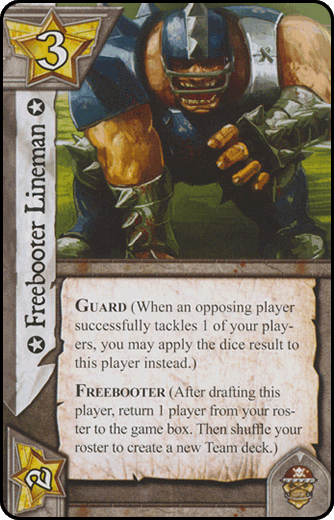 3
Freebooter Lineman
GUARD (When an opposing player
successfully tackles 1 of your play-
ers, you may apply the dice result to
this player instead.)
FREEBOOTER (After drafting this
player, return 1 player from your ros-
ter to the game box. Then shuffle your
roster to create a new Team deck.)
2